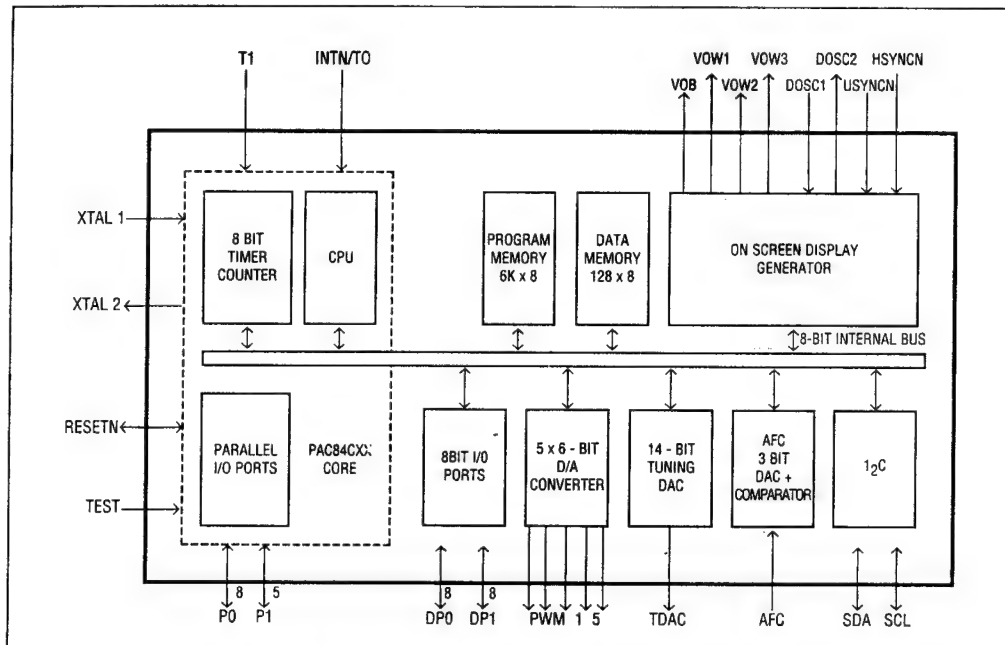 T1 INTN/TO
VOW1 VOW3 DOSC2 HSYNCN
VOB VOW2 DOSC1 USYNCN
XTAL 1
XTAL 2
RESETN
TEST
8 BIT
TIMER
COUNTER
CPU
PROGRAM
MEMORY
6K x 8
DATA
MEMORY
128 x 8
ON SCREEN DISPLAY
GENERATOR
8-BIT INTERNAL BUS
PARALLEL
I/O PORTS
PAC84CXX
CORE
8BIT I/O
PORTS
5 x 6 - BIT
D/A
CONVERTER
14 - BIT
TUNING
DAC
AFC
3 BIT
DAC +
COMPARATOR
12C
8 5 8 8
P0 P1 DP0 DP1 PWM 1 5 TDAC AFC SDA SCL